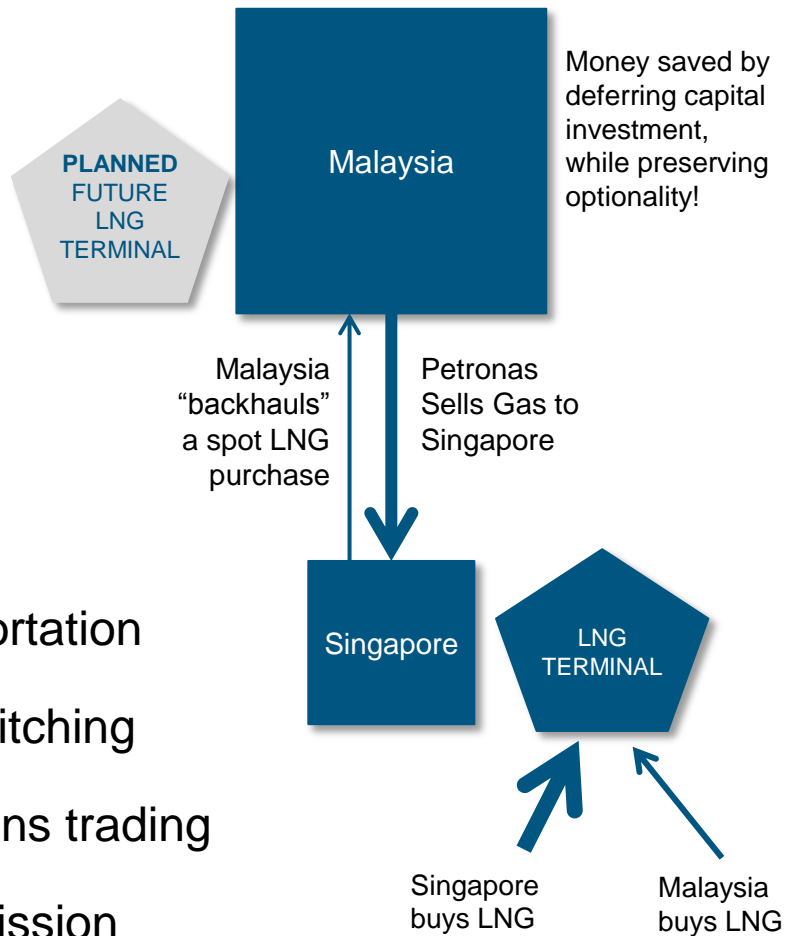 Money saved by
deferring capital
investment,
while preserving
optionality!
Malaysia
PLANNED
FUTURE
LNG
TERMINAL
Malaysia
“backhauls”
a spot LNG
purchase
Petronas
Sells Gas to
Singapore
Singapore
LNG
TERMINAL
ortation
itching
ns trading
ission
Singapore
buys LNG
Malaysia
buys LNG